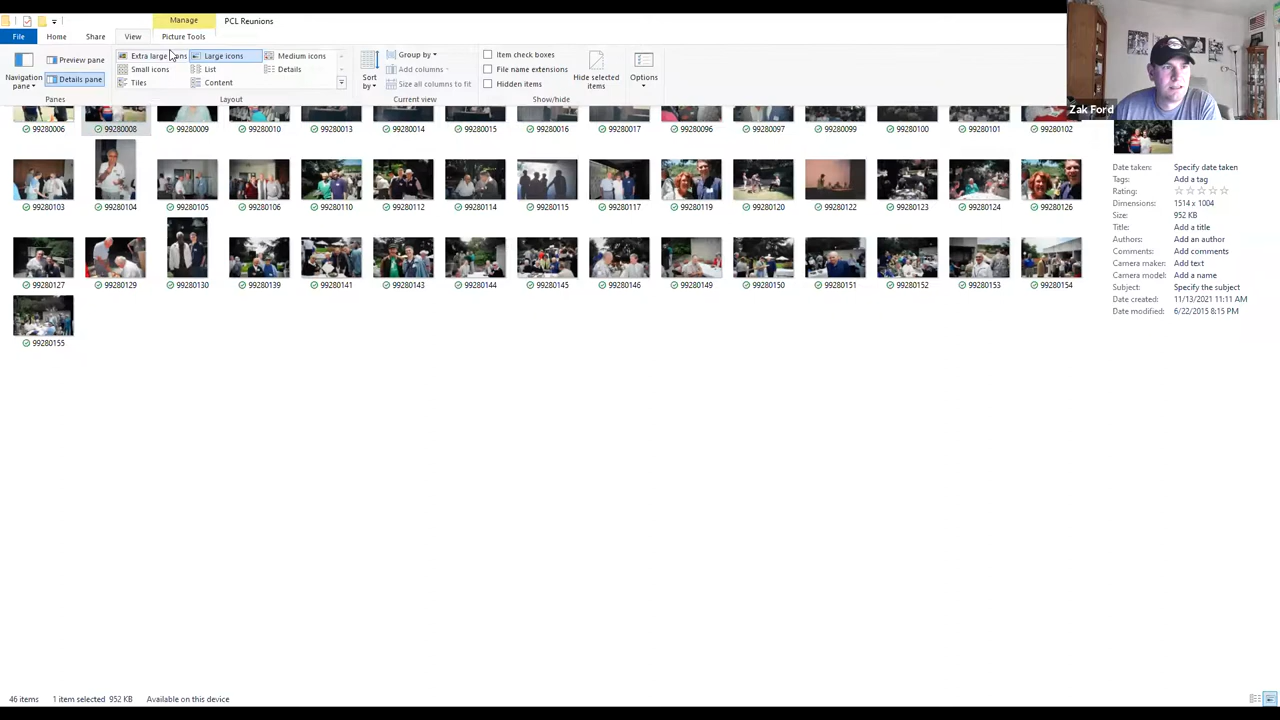 Manage
PCL Reunions
File Home Share View Picture Tools
Navigation pane
Preview pane
Details pane
Extra large icons Large icons Medium icons
Small icons List Details
Tiles Content
Sort by
Group by
Add columns
Size all columns to fit
Item check boxes
File name extensions
Hidden items
Hide selected items
Options
Panes Layout Current view Show/hide
Zak Ford
99280006 99280008 99280009 99280010 99280013 99280014 99280015 99280016 99280017 99280096 99280097 99280099 99280100 99280101 99280102
99280103 99280104 99280105 99280106 99280110 99280112 99280114 99280115 99280117 99280119 99280120 99280122 99280123 99280124 99280126
99280127 99280129 99280130 99280139 99280141 99280143 99280144 99280145 99280146 99280149 99280150 99280151 99280152 99280153 99280154
99280155
Date taken: Specify date taken
Tags: Add a tag
Rating:
Dimensions: 1514 x 1004
Size: 952 KB
Title: Add a title
Authors: Add an author
Comments: Add comments
Camera maker: Add text
Camera model: Add a name
Subject: Specify the subject
Date created: 11/13/2021 11:11 AM
Date modified: 6/22/2015 8:15 PM
46 items 1 item selected 952 KB Available on this device